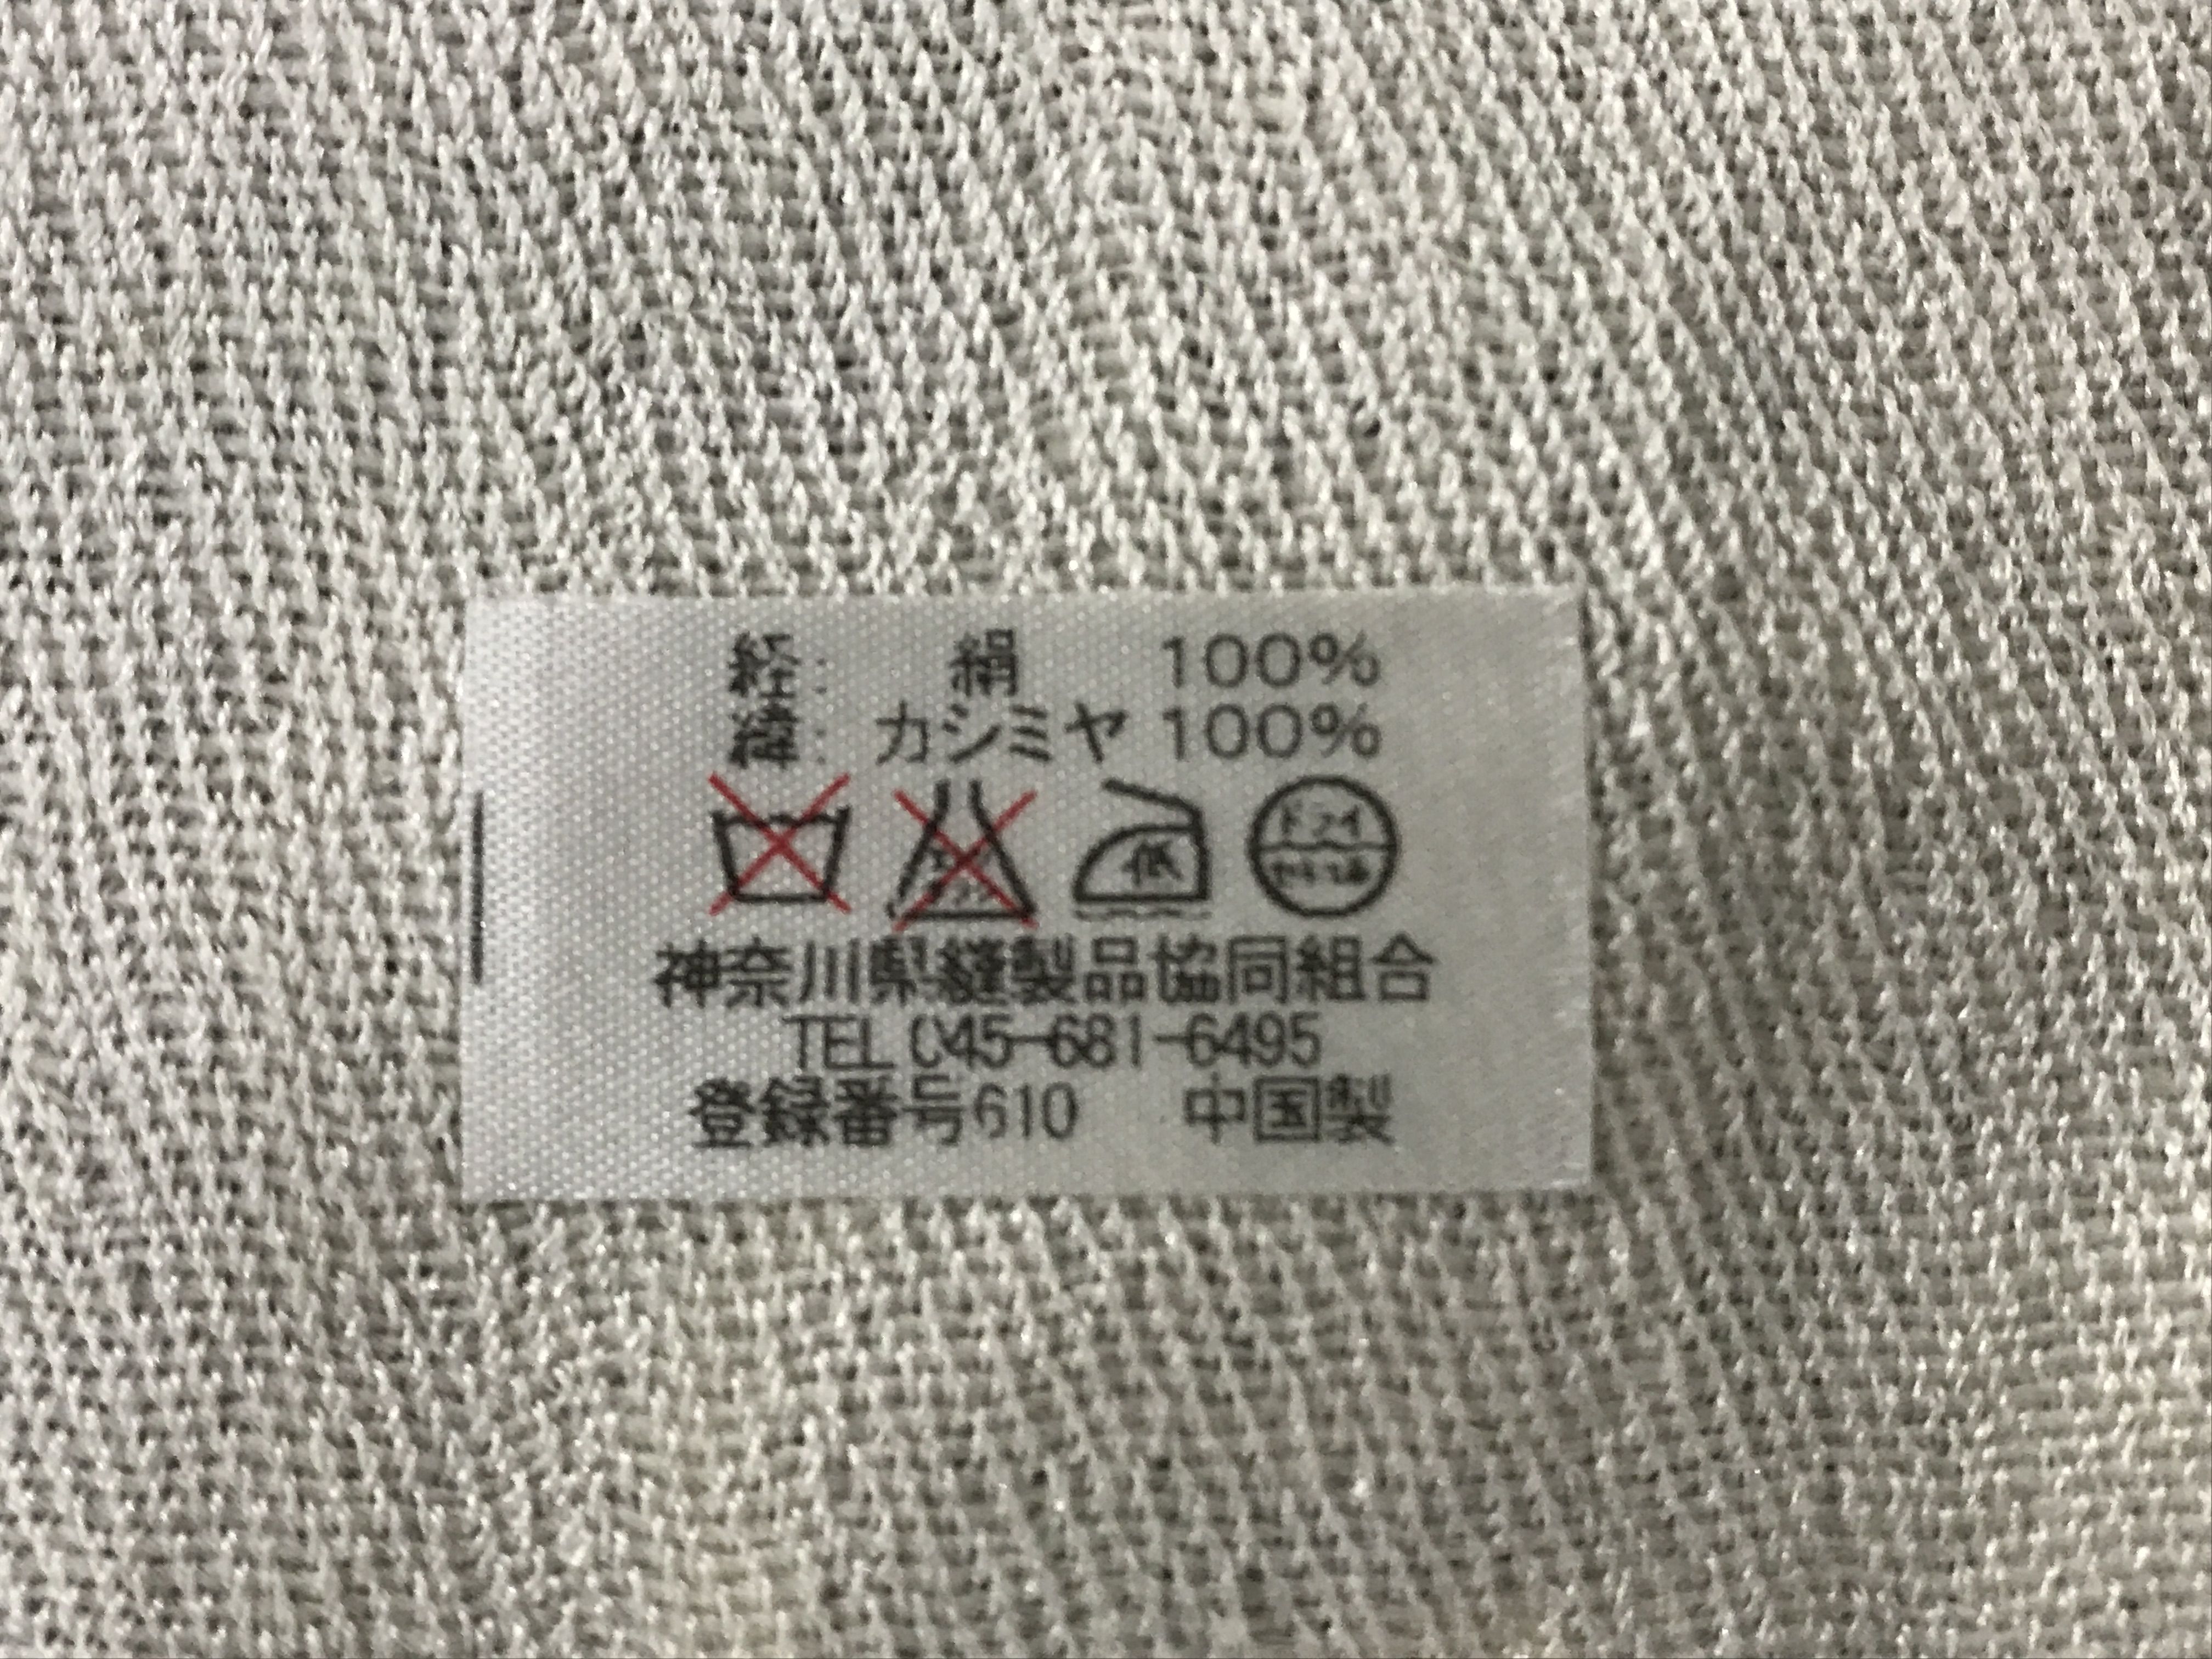 経: 絹 100%
緯: カシミヤ 100%
低 ドライ
神奈川県縫製品協同組合
TEL 045-681-6495
登録番号610 中国製